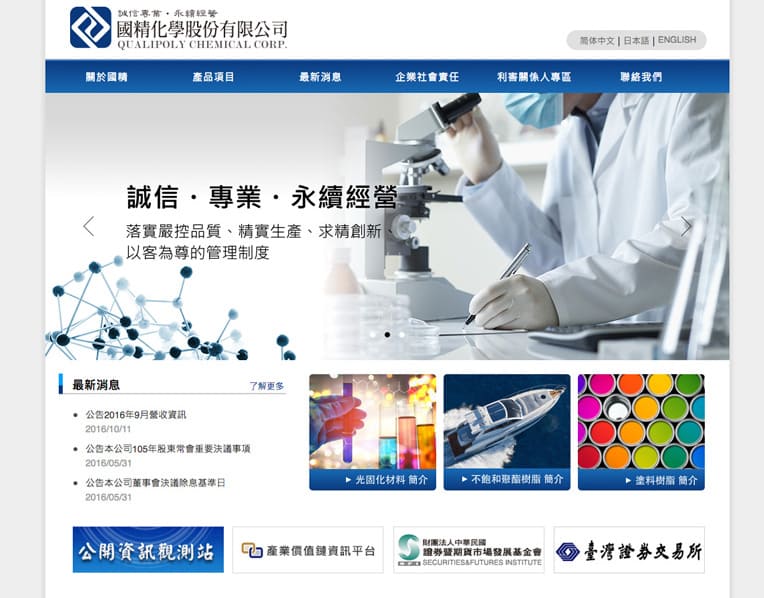 誠信專業・永續經營
國精化學股份有限公司
QUALIPOLY CHEMICAL CORP.
简体中文 | 日本語 | ENGLISH
關於國精 產品項目 最新消息 企業社會責任 利害關係人專區 聯絡我們
誠信・專業・永續經營
落實嚴控品質、精實生產、求精創新、
以客為尊的管理制度
最新消息 了解更多
公告2016年9月營收資訊
2016/10/11
公告本公司105年股東常會重要決議事項
2016/05/31
公告本公司董事會決議除息基準日
2016/05/31
光固化材料 簡介
不飽和聚酯樹脂 簡介
塗料樹脂 簡介
公開資訊觀測站
產業價值鏈資訊平台
財團法人中華民國
證券暨期貨市場發展基金會
SFI SECURITIES&FUTURES INSTITUTE
臺灣證券交易所